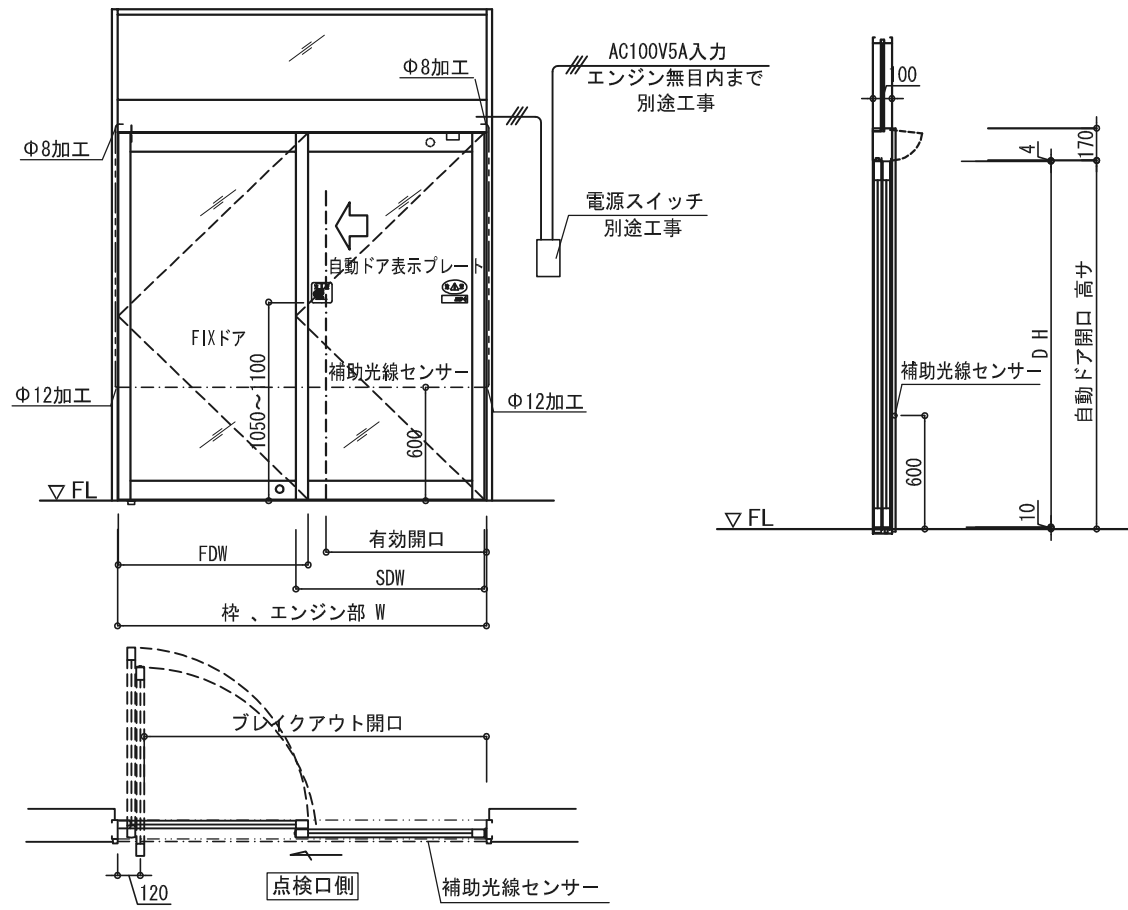 AC100V5A入力
エンジン無目内まで
別途工事
Φ8加工
Φ8加工
電源スイッチ
別途工事
自動ドア表示プレート
FIXドア
1050～1100
補助光線センサー
600
Φ12加工
Φ12加工
▽ FL
有効開口
FDW
SDW
枠 、エンジン部 W
100
4
170
D H
自動ドア開口 高サ
補助光線センサー
600
10
▽ FL
ブレイクアウト開口
120
点検口側
補助光線センサー